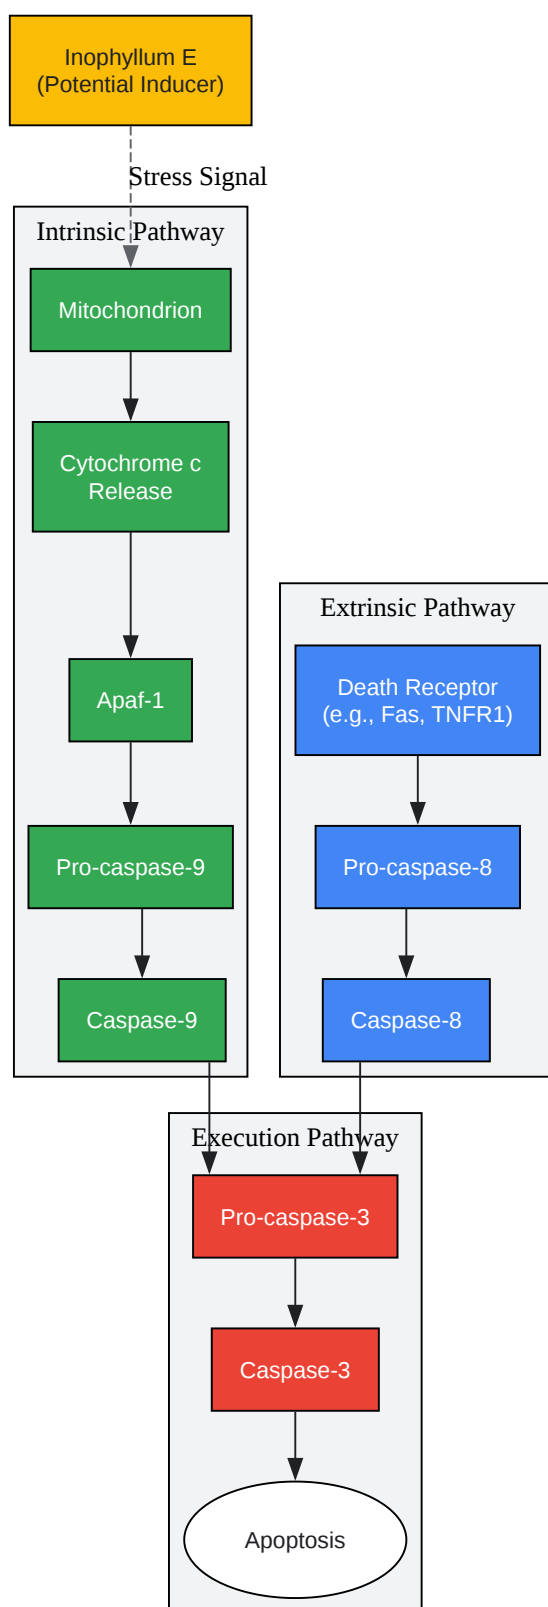 Inophyllum E
(Potential Inducer)
Stress Signal
Intrinsic Pathway
Mitochondrion
Cytochrome c
Release
Apaf-1
Pro-caspase-9
Caspase-9
Extrinsic Pathway
Death Receptor
(e.g., Fas, TNFR1)
Pro-caspase-8
Caspase-8
Execution Pathway
Pro-caspase-3
Caspase-3
Apoptosis